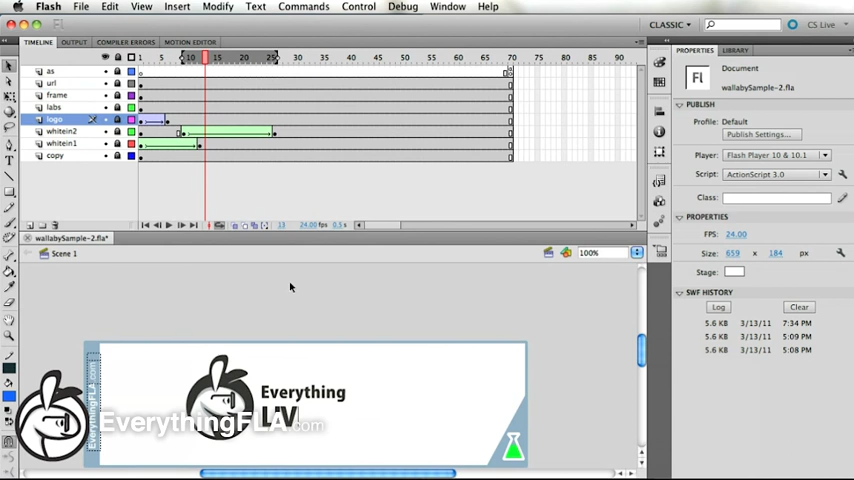 Flash File Edit View Insert Modify Text Commands Control Debug Window Help
CLASSIC CS Live
TIMELINE OUTPUT COMPILER ERRORS MOTION EDITOR
PROPERTIES LIBRARY
1 5 10 15 20 25 30 35 40 45 50 55 60 65 70 75 80 85 90
as
url
frame
labs
logo
whitein2
whitein1
copy
13 24.00 fps 0.5 s
wallabySample-2.fla*
Scene 1
100%
Fl
Document
wallabySample-2.fla
PUBLISH
Profile: Default
Publish Settings...
Player: Flash Player 10 & 10.1
Script: ActionScript 3.0
Class:
PROPERTIES
FPS: 24.00
Size: 659 x 184 px
Stage:
SWF HISTORY
Log Clear
5.6 KB 3/13/11 7:34 PM
5.6 KB 3/13/11 5:09 PM
5.6 KB 3/13/11 5:08 PM
Everything
EverythingFLA.com